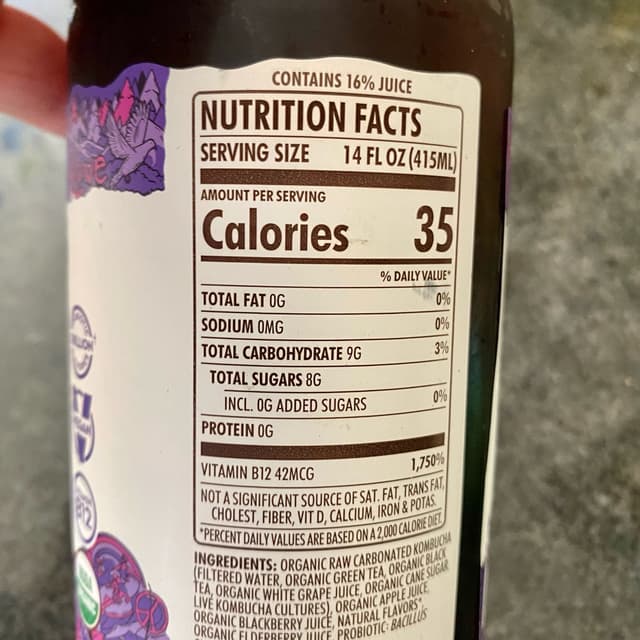 CONTAINS 16% JUICE
NUTRITION FACTS
SERVING SIZE 14 FL OZ (415ML)
AMOUNT PER SERVING
Calories 35
% DAILY VALUE*
TOTAL FAT 0G 0%
SODIUM 0MG 0%
TOTAL CARBOHYDRATE 9G 3%
TOTAL SUGARS 8G
INCL. 0G ADDED SUGARS 0%
PROTEIN 0G
VITAMIN B12 42MCG 1,750%
NOT A SIGNIFICANT SOURCE OF SAT. FAT, TRANS FAT,
CHOLEST, FIBER, VIT D, CALCIUM, IRON & POTAS.
*PERCENT DAILY VALUES ARE BASED ON A 2,000 CALORIE DIET.
INGREDIENTS: ORGANIC RAW CARBONATED KOMBUCHA
(FILTERED WATER, ORGANIC GREEN TEA, ORGANIC BLACK
TEA, ORGANIC WHITE GRAPE JUICE, ORGANIC CANE SUGAR,
LIVE KOMBUCHA CULTURES), ORGANIC APPLE JUICE,
ORGANIC BLACKBERRY JUICE, NATURAL FLAVORS*,
ORGANIC ELDERBERRY JUICE, PROBIOTIC: BACILLUS
B12